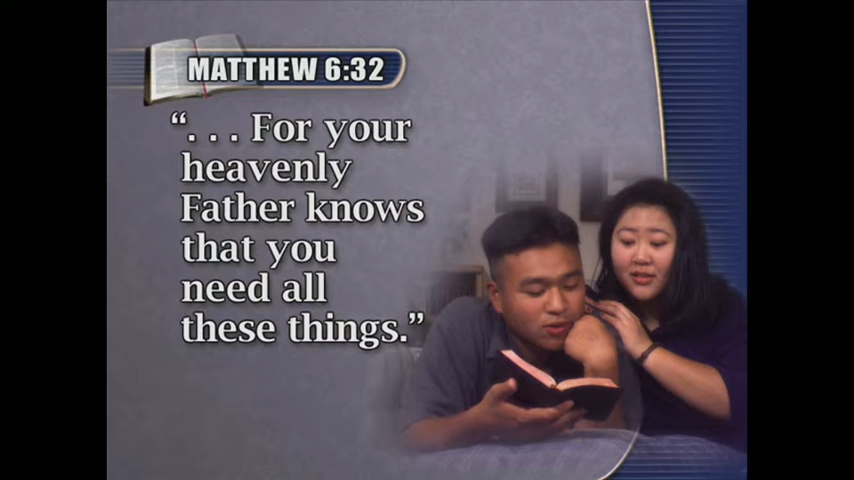 MATTHEW 6:32
“. . . For your
heavenly
Father knows
that you
need all
these things.”